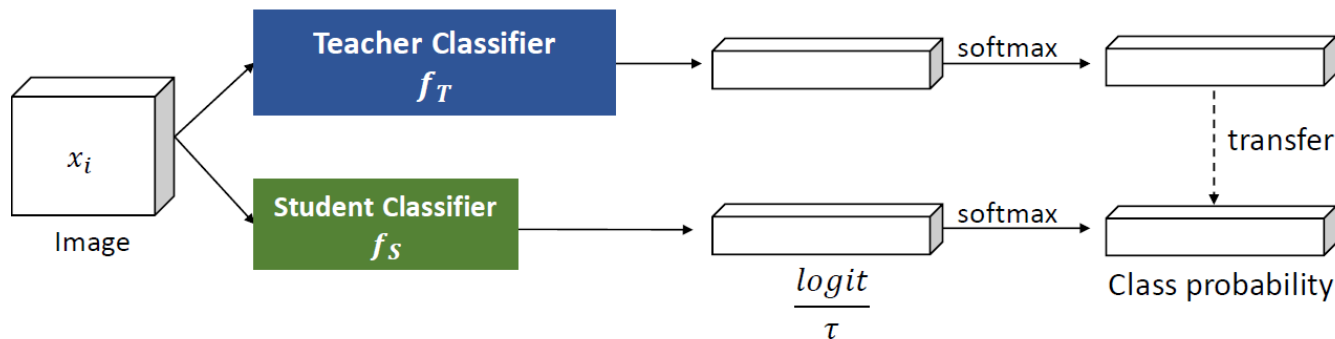 Teacher Classifier
f_T
softmax
x_i
Image
transfer
Student Classifier
f_S
softmax
logit
τ
Class probability